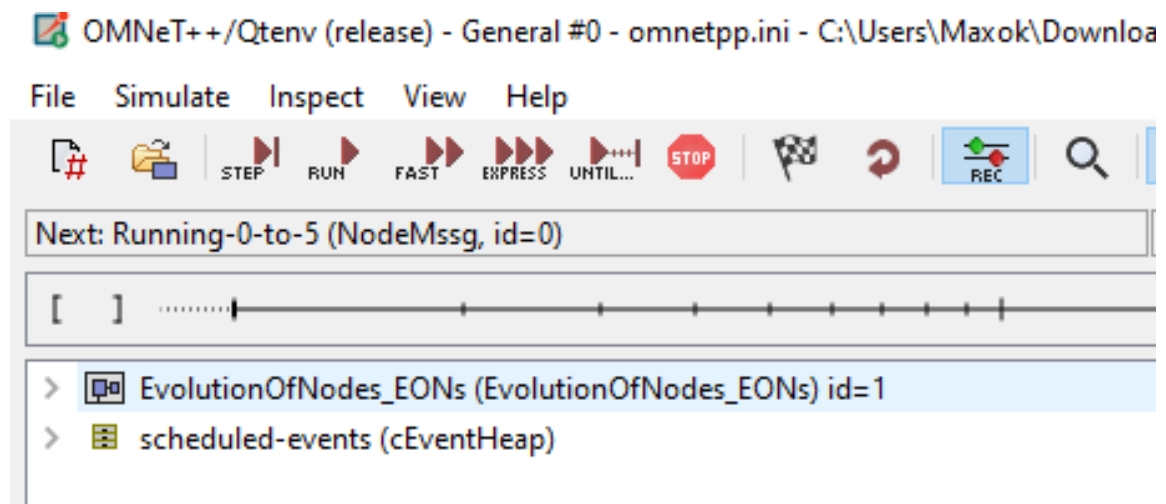 OMNeT++/Qtenv (release) - General #0 - omnetpp.ini - C:\Users\Maxok\Downloa
File Simulate Inspect View Help
STEP RUN FAST EXPRESS UNTIL... STOP REC
Next: Running-0-to-5 (NodeMssg, id=0)
[ ]
EvolutionOfNodes_EONs (EvolutionOfNodes_EONs) id=1
scheduled-events (cEventHeap)